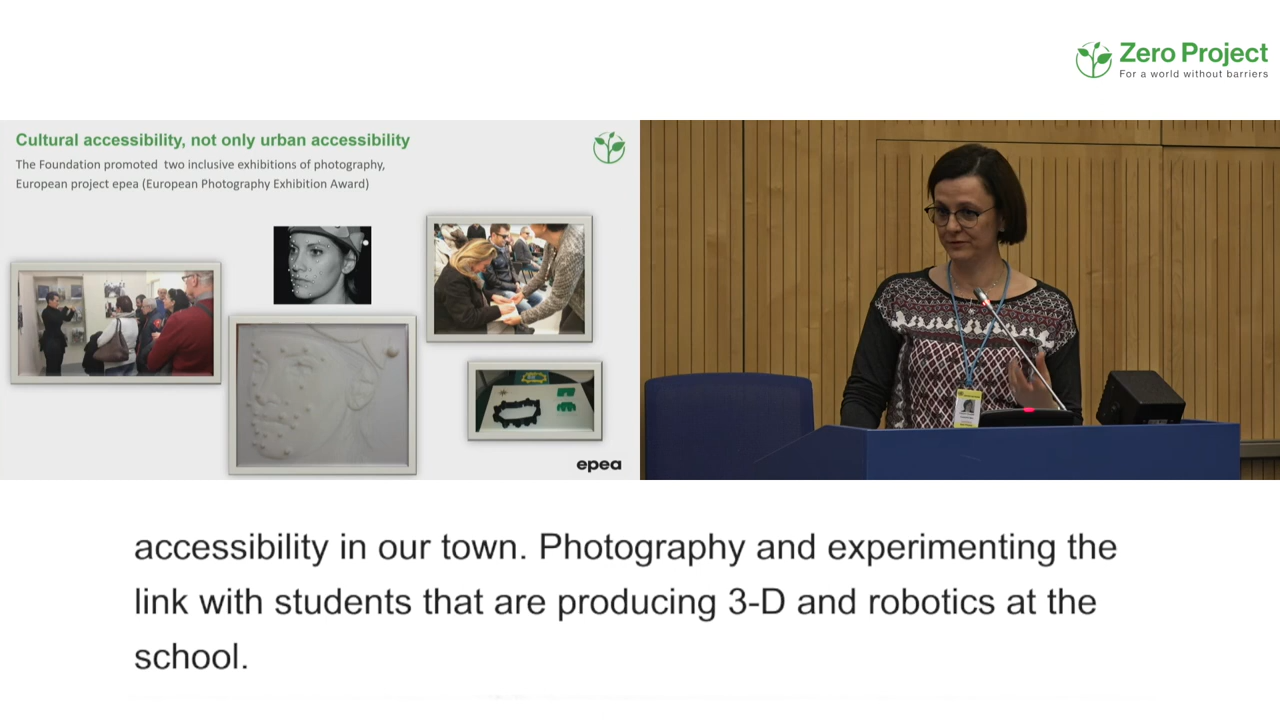 Zero Project
For a world without barriers
Cultural accessibility, not only urban accessibility
The Foundation promoted two inclusive exhibitions of photography,
European project epea (European Photography Exhibition Award)
epea
accessibility in our town. Photography and experimenting the
link with students that are producing 3-D and robotics at the
school.